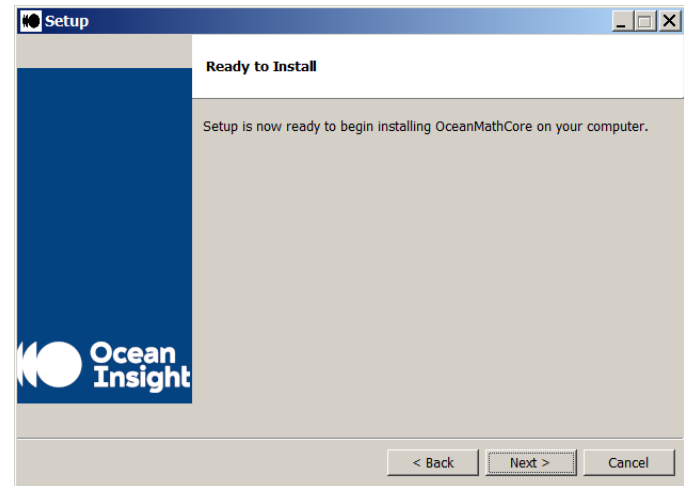 Setup
Ready to Install
Setup is now ready to begin installing OceanMathCore on your computer.
Ocean
Insight
< Back
Next >
Cancel